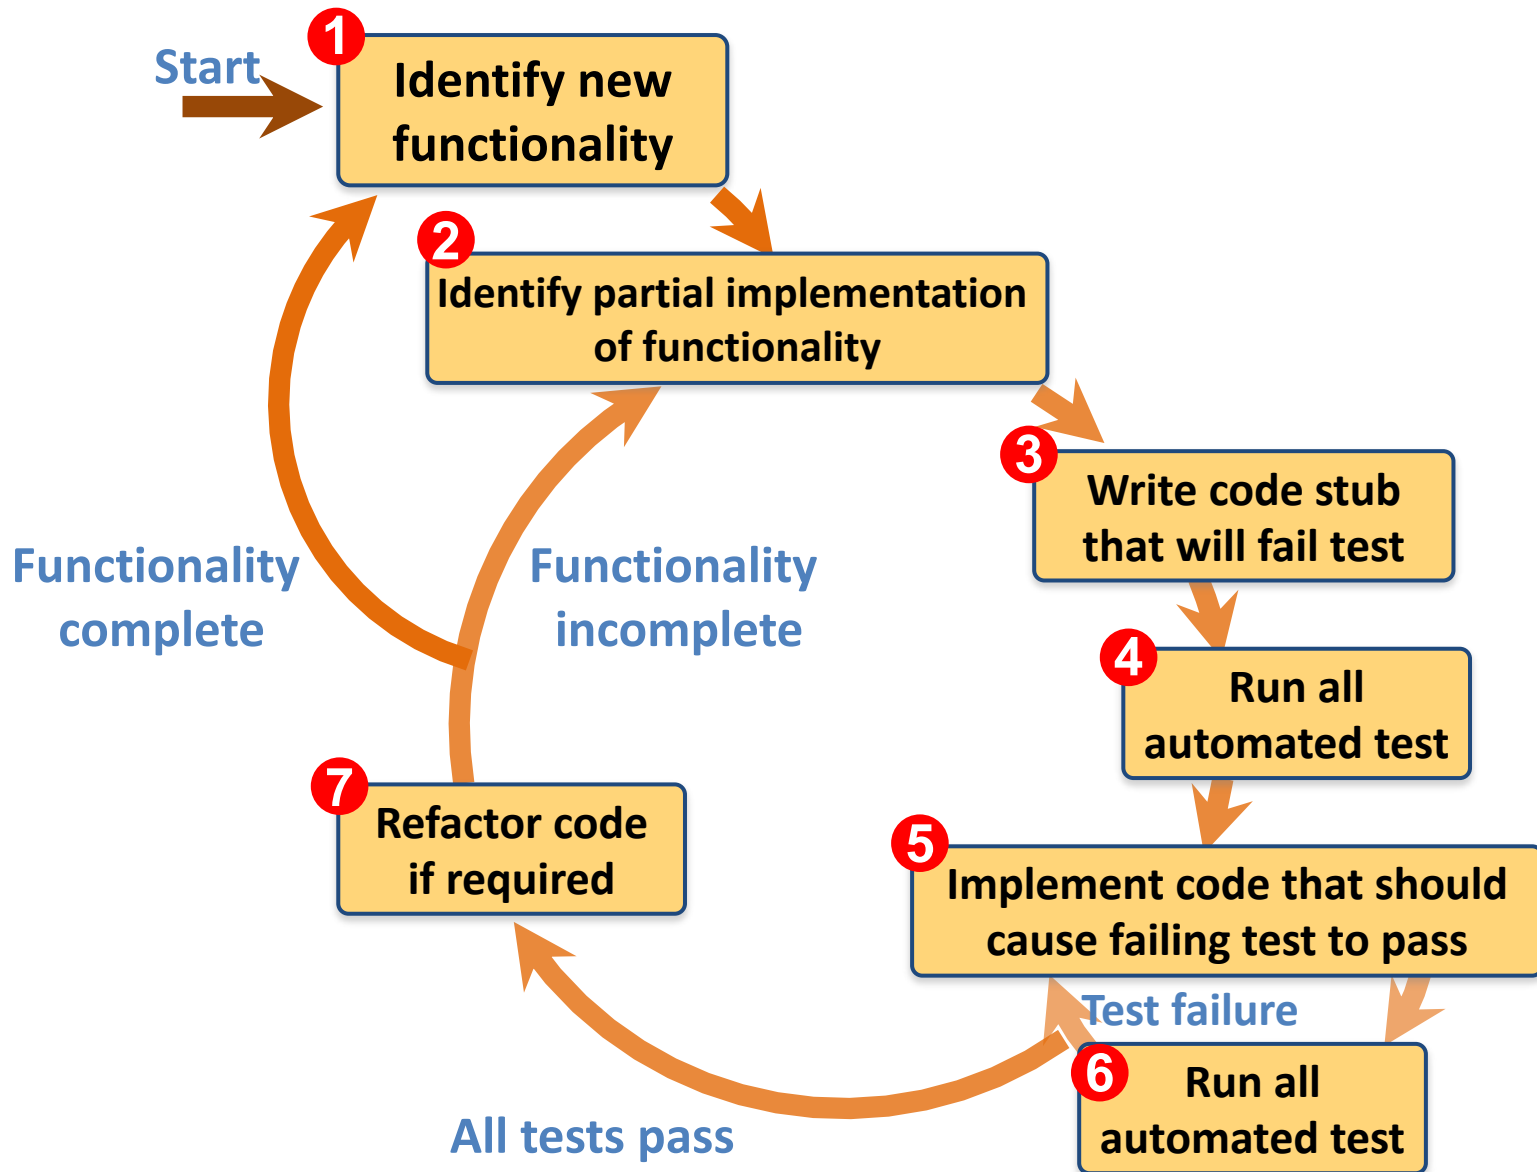 Start
1
Identify new
functionality
2
Identify partial implementation
of functionality
3
Write code stub
that will fail test
Functionality
complete
Functionality
incomplete
4
Run all
automated test
7
Refactor code
if required
5
Implement code that should
cause failing test to pass
Test failure
6
Run all
automated test
All tests pass